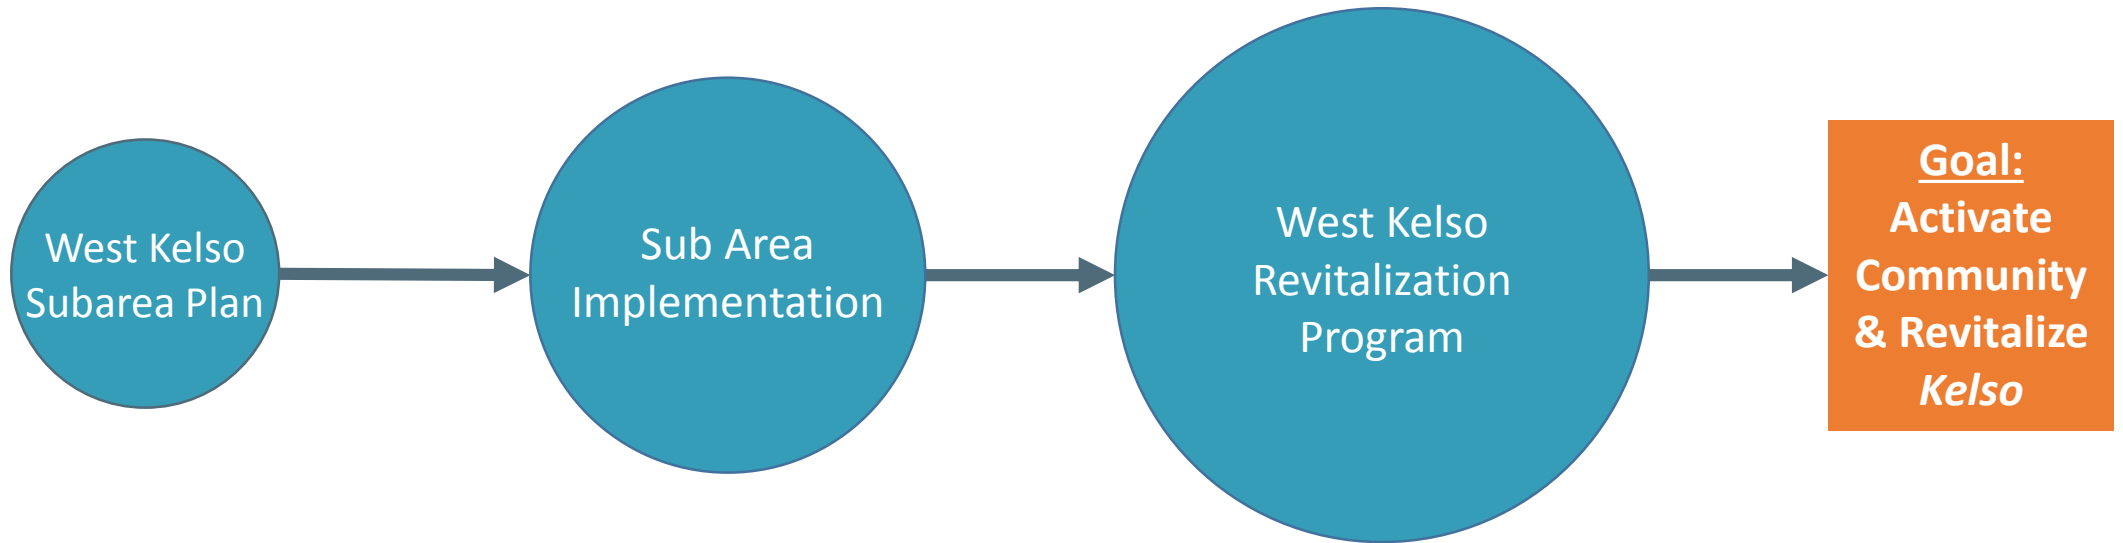 West Kelso
Subarea Plan
Sub Area
Implementation
West Kelso
Revitalization
Program
Goal:
Activate
Community
& Revitalize
Kelso